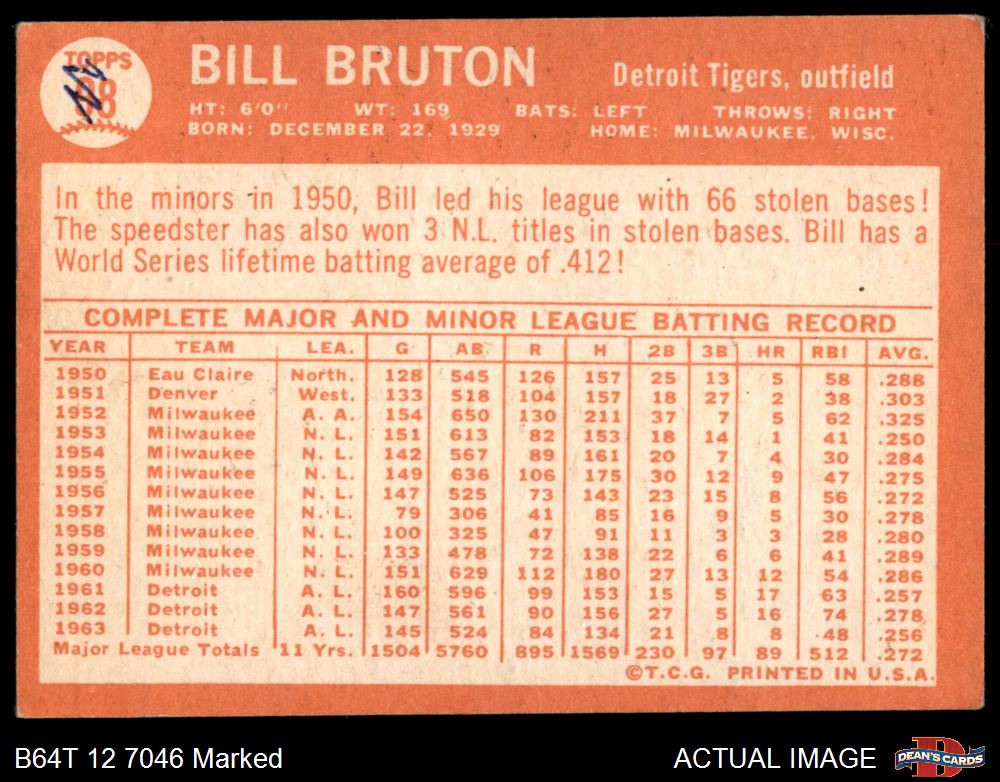 TOPPS
98
BILL BRUTON
Detroit Tigers, outfield
HT: 6'0" WT: 169 BATS: LEFT THROWS: RIGHT
BORN: DECEMBER 22, 1929 HOME: MILWAUKEE, WISC.
In the minors in 1950, Bill led his league with 66 stolen bases!
The speedster has also won 3 N.L. titles in stolen bases. Bill has a
World Series lifetime batting average of .412!
COMPLETE MAJOR AND MINOR LEAGUE BATTING RECORD
YEAR TEAM LEA. G AB R H 2B 3B HR RBI AVG.
1950 Eau Claire North. 128 545 126 157 25 13 5 58 .288
1951 Denver West. 133 518 104 157 18 27 2 38 .303
1952 Milwaukee A. A. 154 650 130 211 37 7 5 62 .325
1953 Milwaukee N. L. 151 613 82 153 18 14 1 41 .250
1954 Milwaukee N. L. 142 567 89 161 20 7 4 30 .284
1955 Milwaukee N. L. 149 636 106 175 30 12 9 47 .275
1956 Milwaukee N. L. 147 525 73 143 23 15 8 56 .272
1957 Milwaukee N. L. 79 306 41 85 16 9 5 30 .278
1958 Milwaukee N. L. 100 325 47 91 11 3 3 28 .280
1959 Milwaukee N. L. 133 478 72 138 22 6 6 41 .289
1960 Milwaukee N. L. 151 629 112 180 27 13 12 54 .286
1961 Detroit A. L. 160 596 99 153 15 5 17 63 .257
1962 Detroit A. L. 147 561 90 156 27 5 16 74 .278
1963 Detroit A. L. 145 524 84 134 21 8 8 48 .256
Major League Totals 11 Yrs. 1504 5760 895 1569 230 97 89 512 .272
©T.C.G. PRINTED IN U.S.A.
B64T 12 7046 Marked
ACTUAL IMAGE
D
DEAN'S CARDS